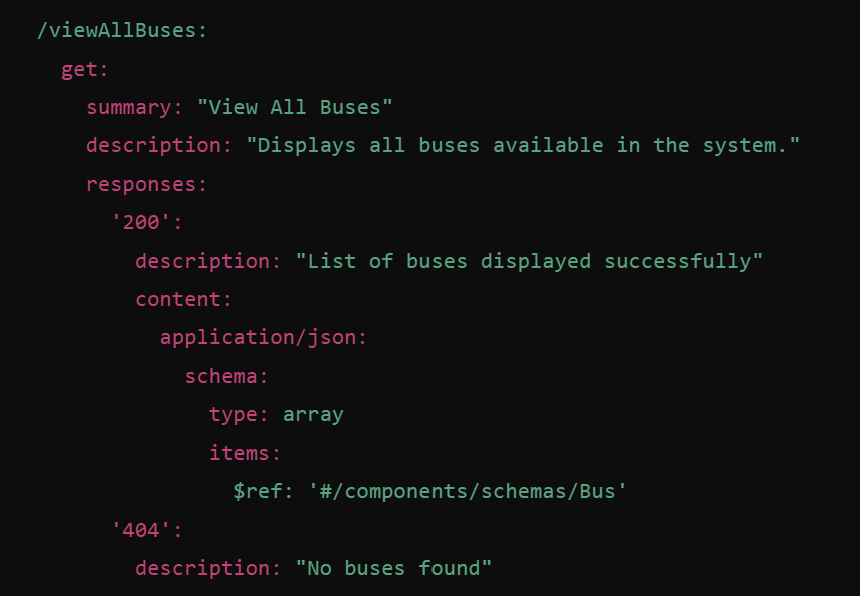 /viewAllBuses:
get:
summary: "View All Buses"
description: "Displays all buses available in the system."
responses:
'200':
description: "List of buses displayed successfully"
content:
application/json:
schema:
type: array
items:
$ref: '#/components/schemas/Bus'
'404':
description: "No buses found"